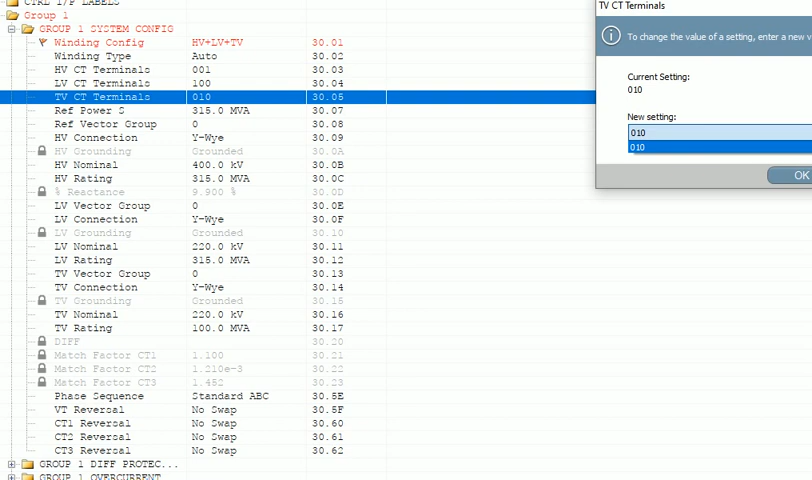 CTRL I/P LABELS
Group 1
GROUP 1 SYSTEM CONFIG
Winding Config HV+LV+TV 30.01
Winding Type Auto 30.02
HV CT Terminals 001 30.03
LV CT Terminals 100 30.04
TV CT Terminals 010 30.05
Ref Power S 315.0 MVA 30.07
Ref Vector Group 0 30.08
HV Connection Y-Wye 30.09
HV Grounding Grounded 30.0A
HV Nominal 400.0 kV 30.0B
HV Rating 315.0 MVA 30.0C
% Reactance 9.900 % 30.0D
LV Vector Group 0 30.0E
LV Connection Y-Wye 30.0F
LV Grounding Grounded 30.10
LV Nominal 220.0 kV 30.11
LV Rating 315.0 MVA 30.12
TV Vector Group 0 30.13
TV Connection Y-Wye 30.14
TV Grounding Grounded 30.15
TV Nominal 220.0 kV 30.16
TV Rating 100.0 MVA 30.17
DIFF 30.20
Match Factor CT1 1.100 30.21
Match Factor CT2 1.210e-3 30.22
Match Factor CT3 1.452 30.23
Phase Sequence Standard ABC 30.5E
VT Reversal No Swap 30.5F
CT1 Reversal No Swap 30.60
CT2 Reversal No Swap 30.61
CT3 Reversal No Swap 30.62
GROUP 1 DIFF PROTEC...
GROUP 1 OVERCURRENT
TV CT Terminals
To change the value of a setting, enter a new v
Current Setting:
010
New setting:
010
010
OK